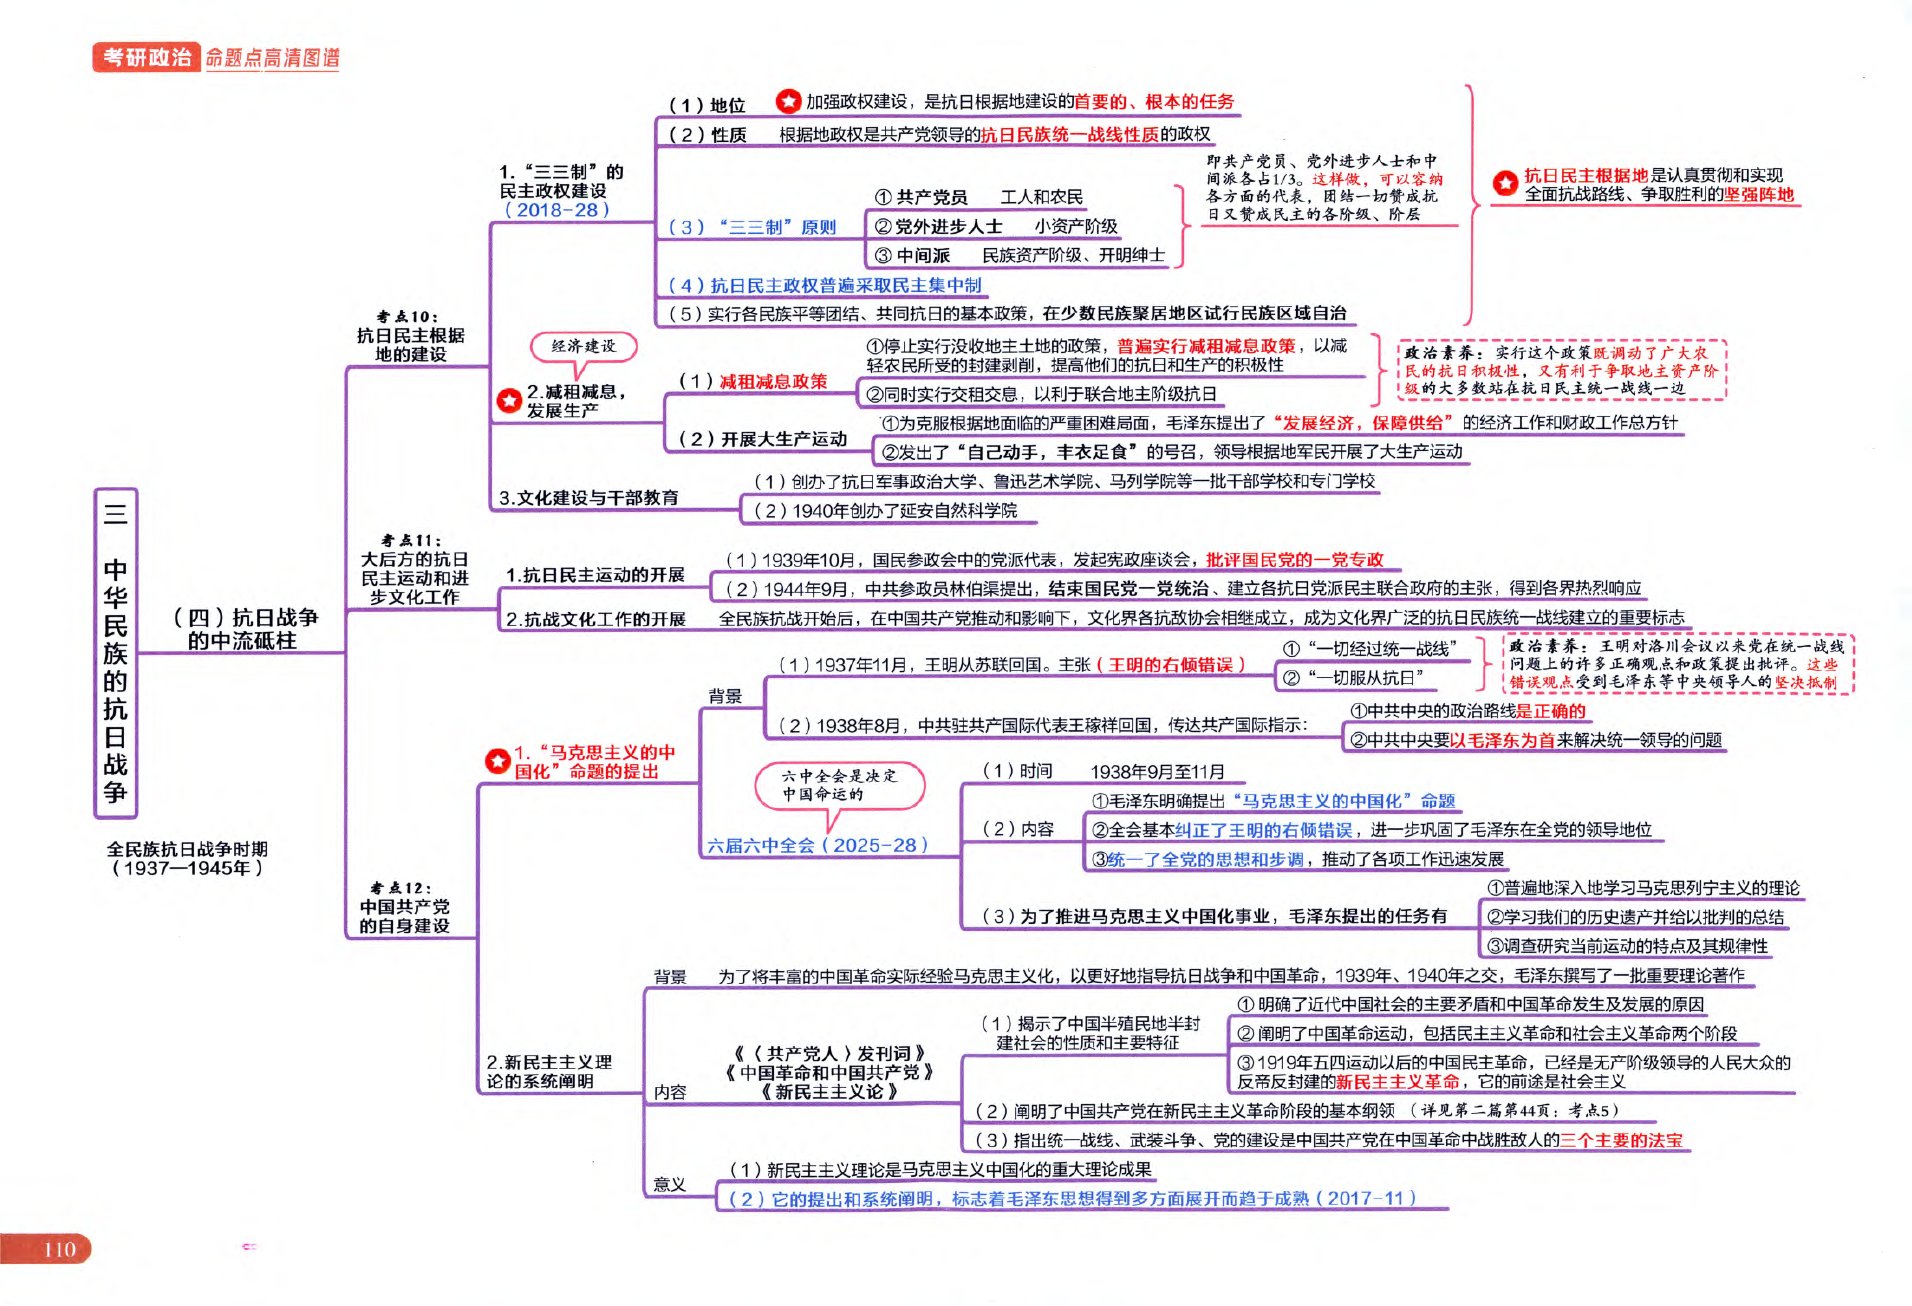 考研政治 命题点高清图谱
三 中华民族的抗日战争
全民族抗日战争时期
（1937—1945年）
（四）抗日战争
的中流砥柱
考点10：
抗日民主根据
地的建设
1.“三三制”的
民主政权建设
（2018-28）
（1）地位 加强政权建设，是抗日根据地建设的首要的、根本的任务
（2）性质 根据地政权是共产党领导的抗日民族统一战线性质的政权
（3）“三三制”原则
①共产党员 工人和农民
②党外进步人士 小资产阶级
③中间派 民族资产阶级、开明绅士
即共产党员、党外进步人士和中
间派各占1/3。这样做，可以容纳
各方面的代表，团结一切赞成抗
日又赞成民主的各阶级、阶层
（4）抗日民主政权普遍采取民主集中制
（5）实行各民族平等团结、共同抗日的基本政策，在少数民族聚居地区试行民族区域自治
抗日民主根据地是认真贯彻和实现
全面抗战路线、争取胜利的坚强阵地
经济建设
2.减租减息，
发展生产
（1）减租减息政策
①停止实行没收地主土地的政策，普遍实行减租减息政策，以减
轻农民所受的封建剥削，提高他们的抗日和生产的积极性
②同时实行交租交息，以利于联合地主阶级抗日
政治素养：实行这个政策既调动了广大农
民的抗日积极性，又有利于争取地主资产阶
级的大多数站在抗日民主统一战线一边
（2）开展大生产运动
①为克服根据地面临的严重困难局面，毛泽东提出了“发展经济，保障供给”的经济工作和财政工作总方针
②发出了“自己动手，丰衣足食”的号召，领导根据地军民开展了大生产运动
3.文化建设与干部教育
（1）创办了抗日军事政治大学、鲁迅艺术学院、马列学院等一批干部学校和专门学校
（2）1940年创办了延安自然科学院
考点11：
大后方的抗日
民主运动和进
步文化工作
1.抗日民主运动的开展
（1）1939年10月，国民参政会中的党派代表，发起宪政座谈会，批评国民党的一党专政
（2）1944年9月，中共参政员林伯渠提出，结束国民党一党统治、建立各抗日党派民主联合政府的主张，得到各界热烈响应
2.抗战文化工作的开展 全民族抗战开始后，在中国共产党推动和影响下，文化界各抗敌协会相继成立，成为文化界广泛的抗日民族统一战线建立的重要标志
考点12：
中国共产党
的自身建设
1.“马克思主义的中
国化”命题的提出
背景
（1）1937年11月，王明从苏联回国。主张（王明的右倾错误）
①“一切经过统一战线”
②“一切服从抗日”
政治素养：王明对洛川会议以来党在统一战线
问题上的许多正确观点和政策提出批评。这些
错误观点受到毛泽东等中央领导人的坚决抵制
（2）1938年8月，中共驻共产国际代表王稼祥回国，传达共产国际指示：
①中共中央的政治路线是正确的
②中共中央要以毛泽东为首来解决统一领导的问题
六中全会是决定
中国命运的
六届六中全会（2025-28）
（1）时间 1938年9月至11月
（2）内容
①毛泽东明确提出“马克思主义的中国化”命题
②全会基本纠正了王明的右倾错误，进一步巩固了毛泽东在全党的领导地位
③统一了全党的思想和步调，推动了各项工作迅速发展
（3）为了推进马克思主义中国化事业，毛泽东提出的任务有
①普遍地深入地学习马克思列宁主义的理论
②学习我们的历史遗产并给以批判的总结
③调查研究当前运动的特点及其规律性
2.新民主主义理
论的系统阐明
背景 为了将丰富的中国革命实际经验马克思主义化，以更好地指导抗日战争和中国革命，1939年、1940年之交，毛泽东撰写了一批重要理论著作
内容
《〈共产党人〉发刊词》
《中国革命和中国共产党》
《新民主主义论》
（1）揭示了中国半殖民地半封
建社会的性质和主要特征
①明确了近代中国社会的主要矛盾和中国革命发生及发展的原因
②阐明了中国革命运动，包括民主主义革命和社会主义革命两个阶段
③1919年五四运动以后的中国民主革命，已经是无产阶级领导的人民大众的
反帝反封建的新民主主义革命，它的前途是社会主义
（2）阐明了中国共产党在新民主主义革命阶段的基本纲领 （详见第二篇第44页：考点5）
（3）指出统一战线、武装斗争、党的建设是中国共产党在中国革命中战胜敌人的三个主要的法宝
意义
（1）新民主主义理论是马克思主义中国化的重大理论成果
（2）它的提出和系统阐明，标志着毛泽东思想得到多方面展开而趋于成熟（2017-11）
110